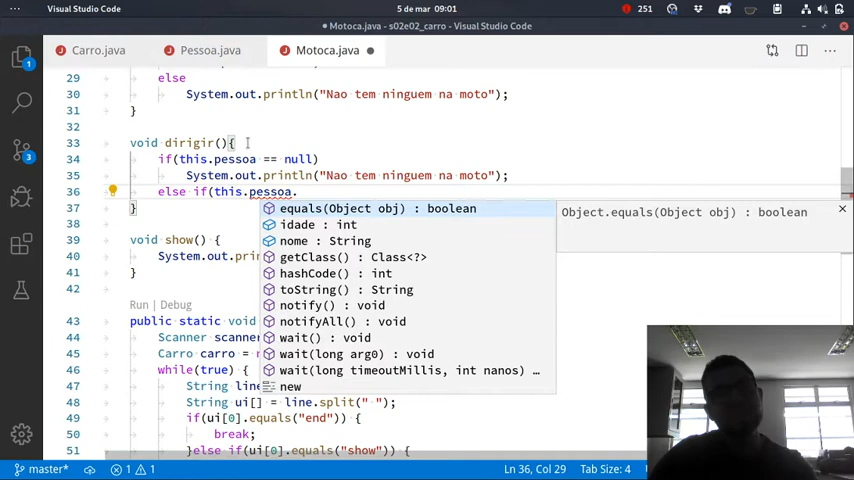 Visual Studio Code
5 de mar 09:01
251
Motoca.java - s02e02_carro - Visual Studio Code
Carro.java
Pessoa.java
Motoca.java
29 else
30 System.out.println("Nao tem ninguem na moto");
31 }
32
33 void dirigir(){
34 if(this.pessoa == null)
35 System.out.println("Nao tem ninguem na moto");
36 else if(this.pessoa.
37 }
38
39 void show() {
40 System.out.prin
41 }
42
Run | Debug
43 public static void
44 Scanner scanner
45 Carro carro = n
46 while(true) {
47 String line
48 String ui[] = line.split(" ");
49 if(ui[0].equals("end")) {
50 break;
51 }else if(ui[0].equals("show")) {
equals(Object obj) : boolean
idade : int
nome : String
getClass() : Class<?>
hashCode() : int
toString() : String
notify() : void
notifyAll() : void
wait() : void
wait(long arg0) : void
wait(long timeoutMillis, int nanos) …
new
Object.equals(Object obj) : boolean
1
3
master*
1 1
Ln 36, Col 29
Tab Size: 4